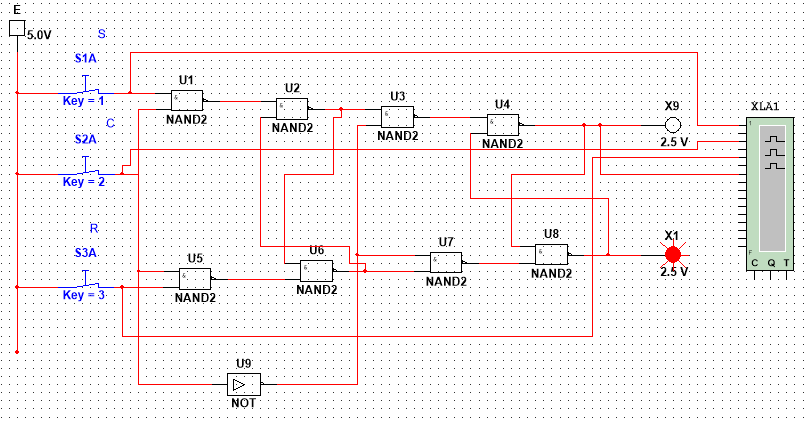 E
5.0V
S
S1A
Key = 1
U1
&
NAND2
U2
&
NAND2
U3
&
NAND2
U4
&
NAND2
X9
2.5 V
XLA1
1
F
C Q T
C
S2A
Key = 2
R
S3A
Key = 3
U5
&
NAND2
U6
&
NAND2
U7
&
NAND2
U8
&
NAND2
X1
2.5 V
U9
NOT